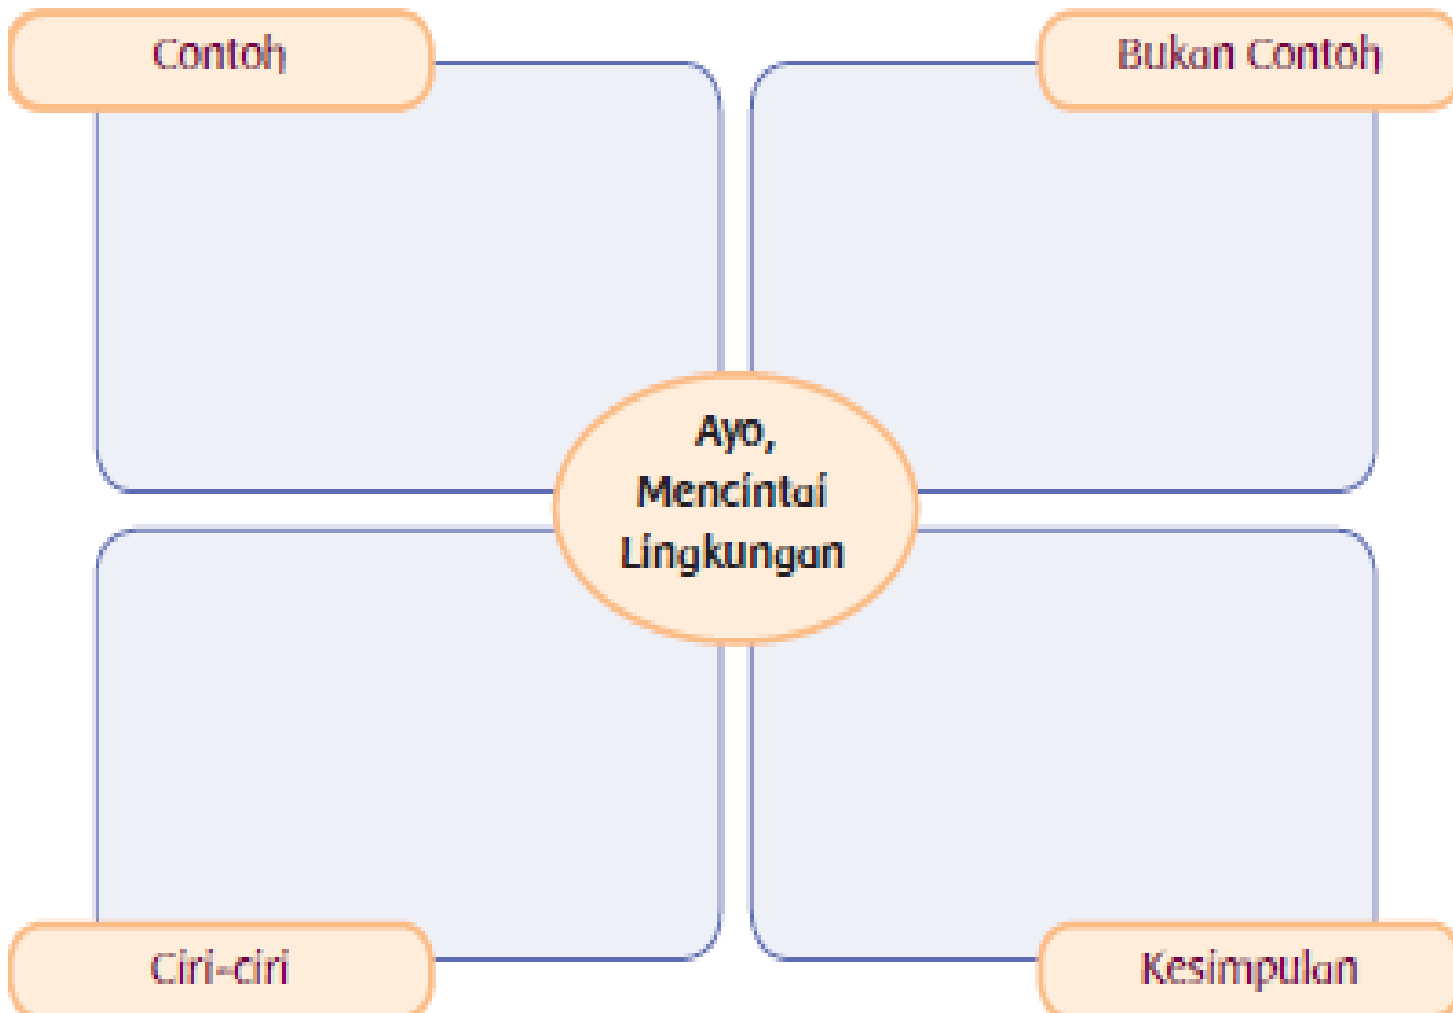 Contoh
Bukan Contoh
Ayo,
Mencintai
Lingkungan
Ciri-ciri
Kesimpulan